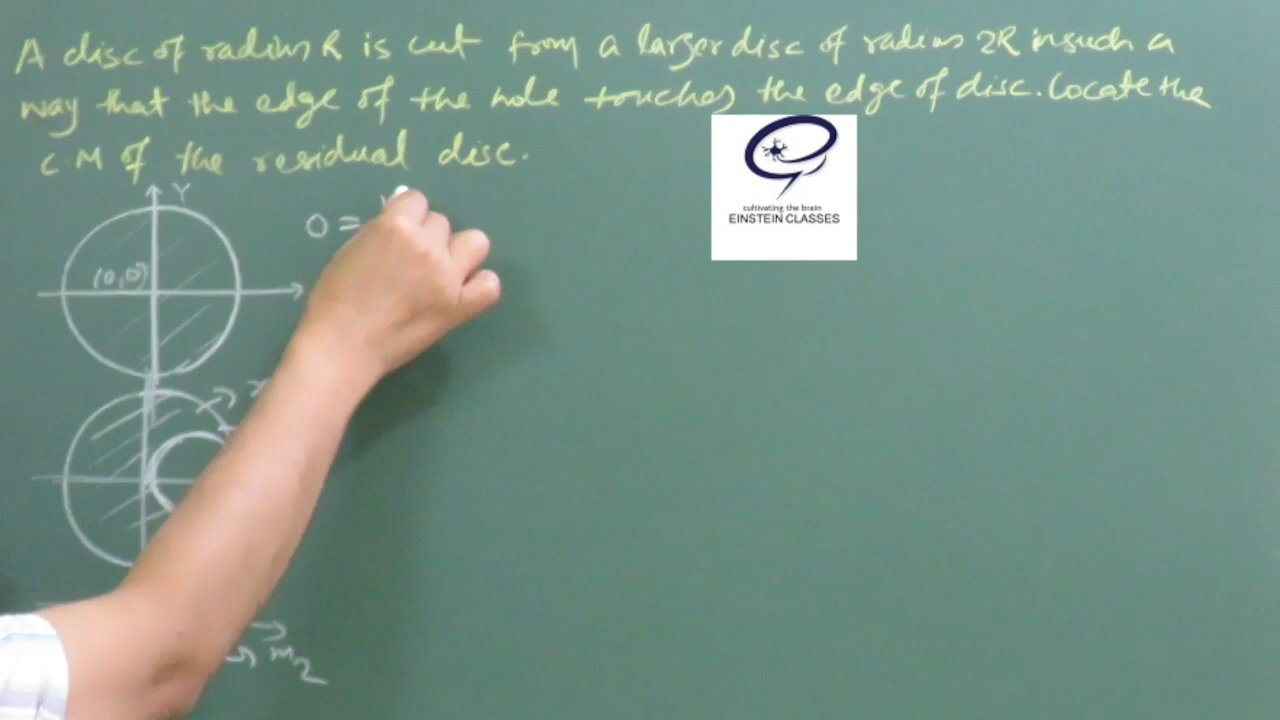 A disc of radius R is cut from a larger disc of radius 2R in such a
way that the edge of the hole touches the edge of disc. Locate the
C.M of the residual disc.
cultivating the brain
EINSTEIN CLASSES
Y
0 =
(0,0)
M2